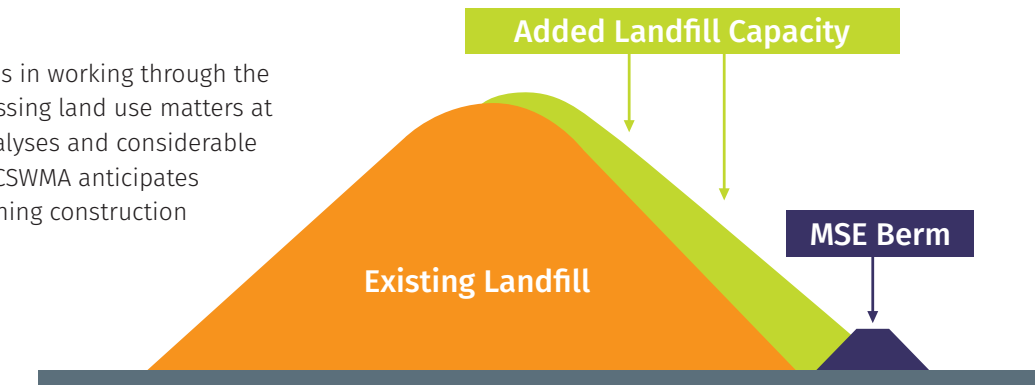 Added Landfill Capacity
s in working through the
ssing land use matters at
alyses and considerable
CSWMA anticipates
ning construction
MSE Berm
Existing Landfill